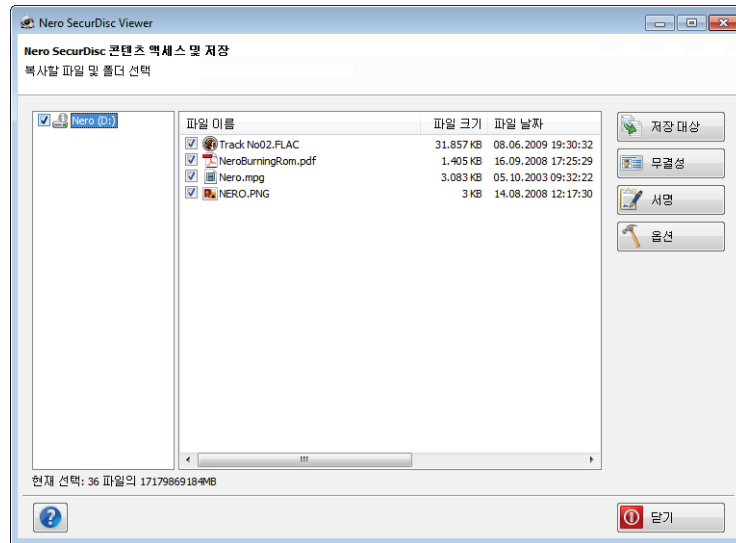 Nero SecurDisc Viewer
Nero SecurDisc 콘텐츠 액세스 및 저장
복사할 파일 및 폴더 선택
Nero (D:)
파일 이름 파일 크기 파일 날짜
Track No02.FLAC 31.857 KB 08.06.2009 19:30:32
NeroBurningRom.pdf 1.405 KB 16.09.2008 17:25:29
Nero.mpg 3.083 KB 05.10.2003 09:32:22
NERO.PNG 3 KB 14.08.2008 12:17:30
저장 대상
무결성
서명
옵션
현재 선택: 36 파일의 17179869184MB
닫기